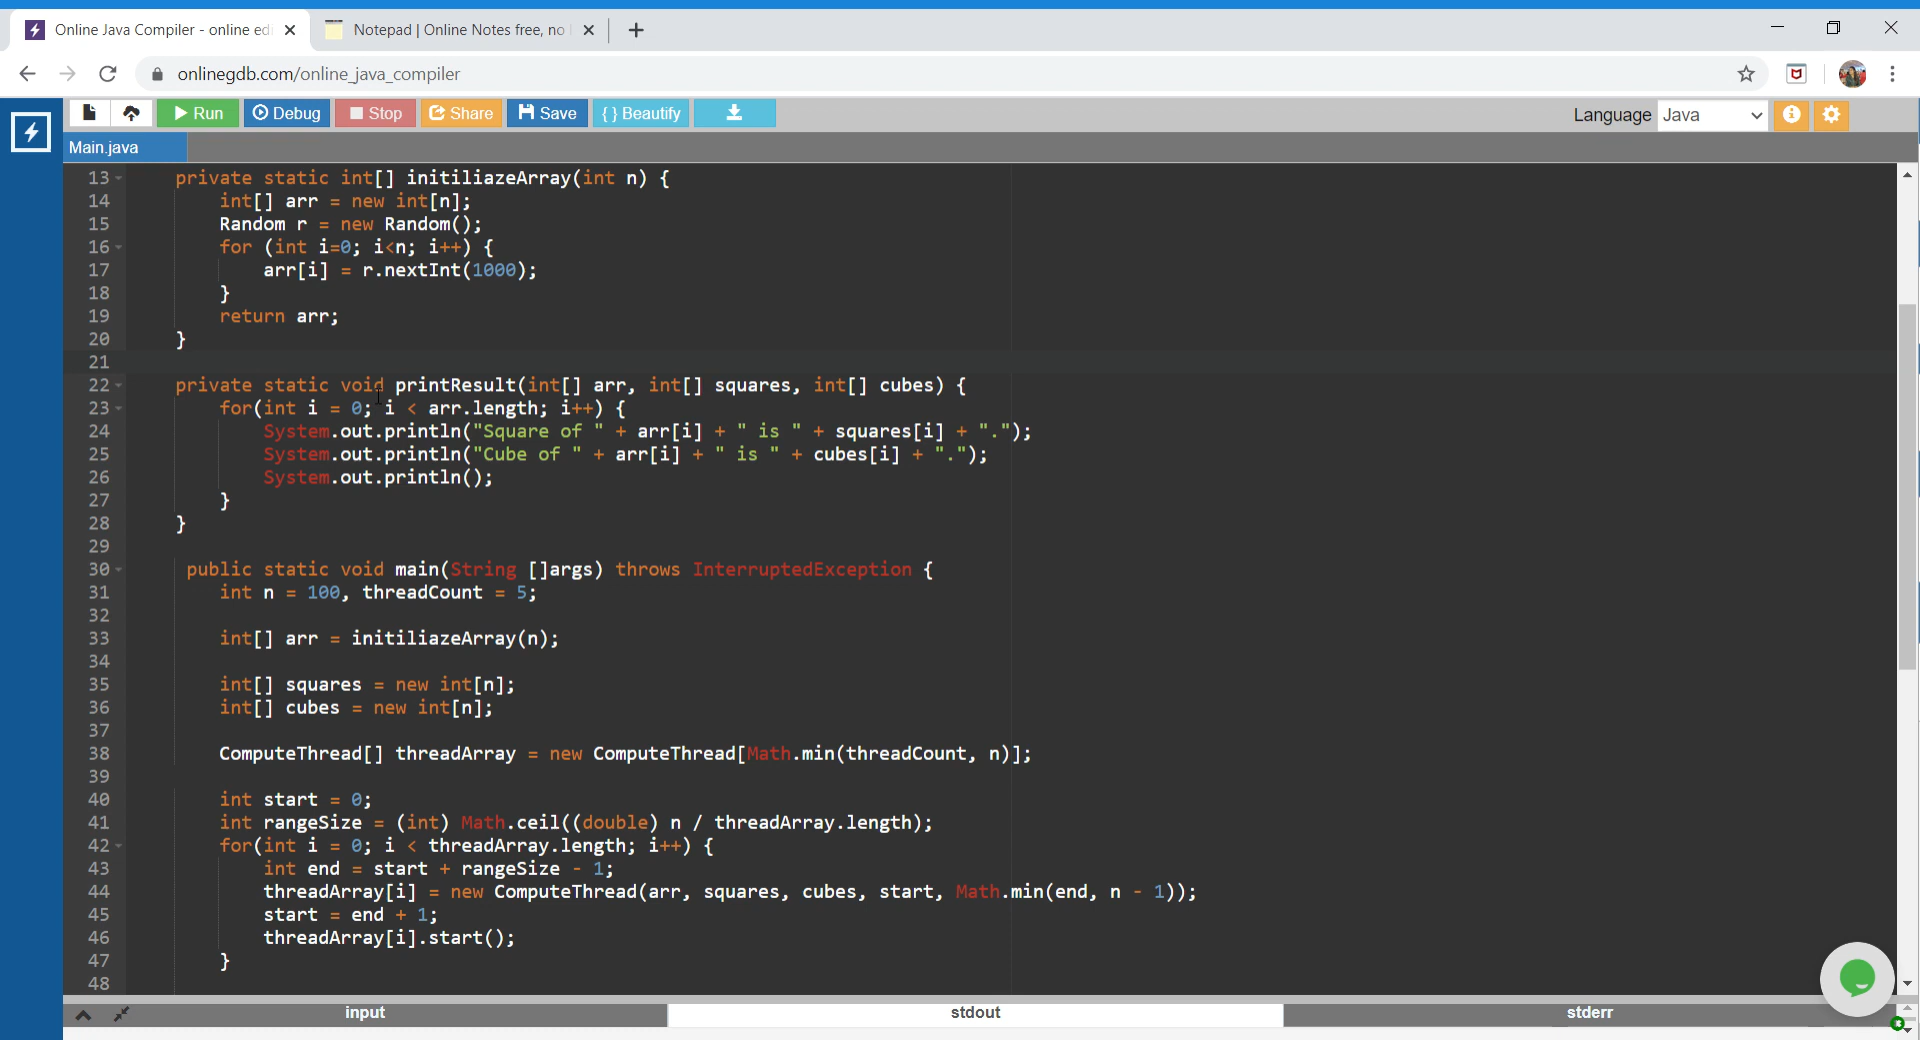 Online Java Compiler - online edi
Notepad | Online Notes free, no
onlinegdb.com/online_java_compiler
Run Debug Stop Share Save { } Beautify Language Java
Main.java
13 private static int[] initiliazeArray(int n) {
14 int[] arr = new int[n];
15 Random r = new Random();
16 for (int i=0; i<n; i++) {
17 arr[i] = r.nextInt(1000);
18 }
19 return arr;
20 }
21
22 private static void printResult(int[] arr, int[] squares, int[] cubes) {
23 for(int i = 0; i < arr.length; i++) {
24 System.out.println("Square of " + arr[i] + " is " + squares[i] + ".");
25 System.out.println("Cube of " + arr[i] + " is " + cubes[i] + ".");
26 System.out.println();
27 }
28 }
29
30 public static void main(String []args) throws InterruptedException {
31 int n = 100, threadCount = 5;
32
33 int[] arr = initiliazeArray(n);
34
35 int[] squares = new int[n];
36 int[] cubes = new int[n];
37
38 ComputeThread[] threadArray = new ComputeThread[Math.min(threadCount, n)];
39
40 int start = 0;
41 int rangeSize = (int) Math.ceil((double) n / threadArray.length);
42 for(int i = 0; i < threadArray.length; i++) {
43 int end = start + rangeSize - 1;
44 threadArray[i] = new ComputeThread(arr, squares, cubes, start, Math.min(end, n - 1));
45 start = end + 1;
46 threadArray[i].start();
47 }
48
input stdout stderr